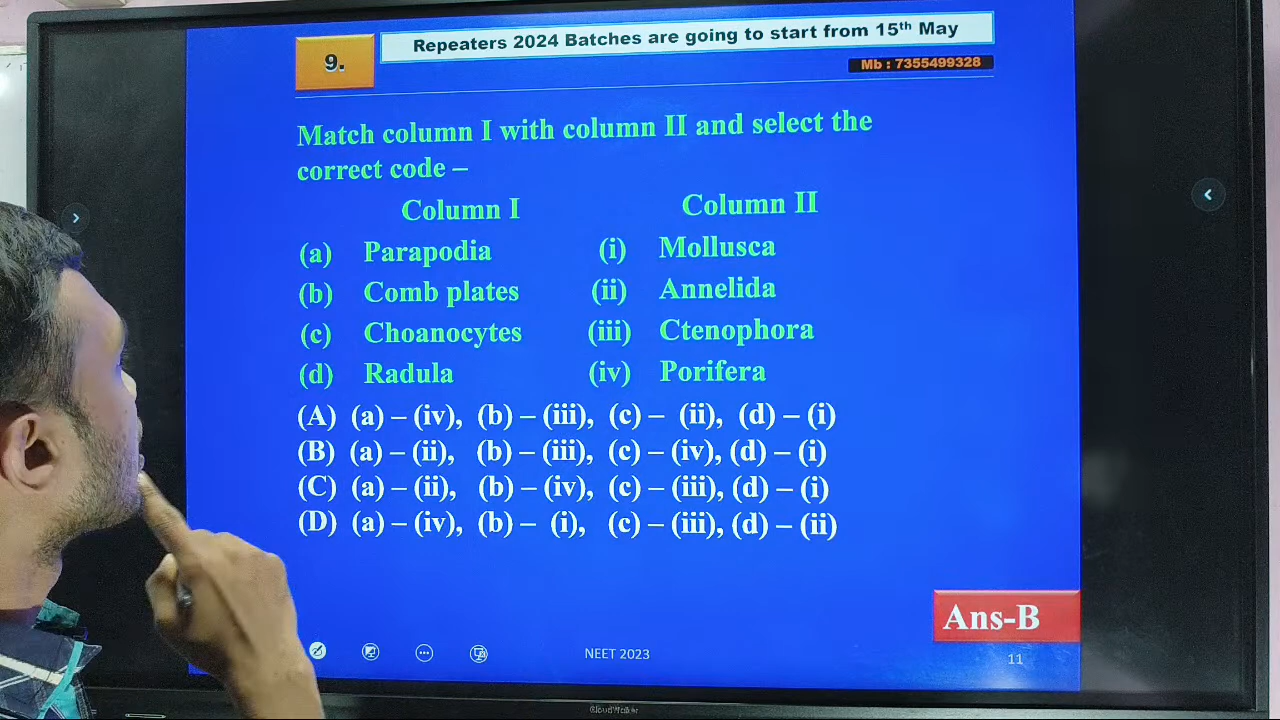 9.
Repeaters 2024 Batches are going to start from 15th May
Mb : 7355499328
Match column I with column II and select the
correct code –
Column I Column II
(a) Parapodia (i) Mollusca
(b) Comb plates (ii) Annelida
(c) Choanocytes (iii) Ctenophora
(d) Radula (iv) Porifera
(A) (a) – (iv), (b) – (iii), (c) – (ii), (d) – (i)
(B) (a) – (ii), (b) – (iii), (c) – (iv), (d) – (i)
(C) (a) – (ii), (b) – (iv), (c) – (iii), (d) – (i)
(D) (a) – (iv), (b) – (i), (c) – (iii), (d) – (ii)
Ans-B
NEET 2023
11
CloudWalker